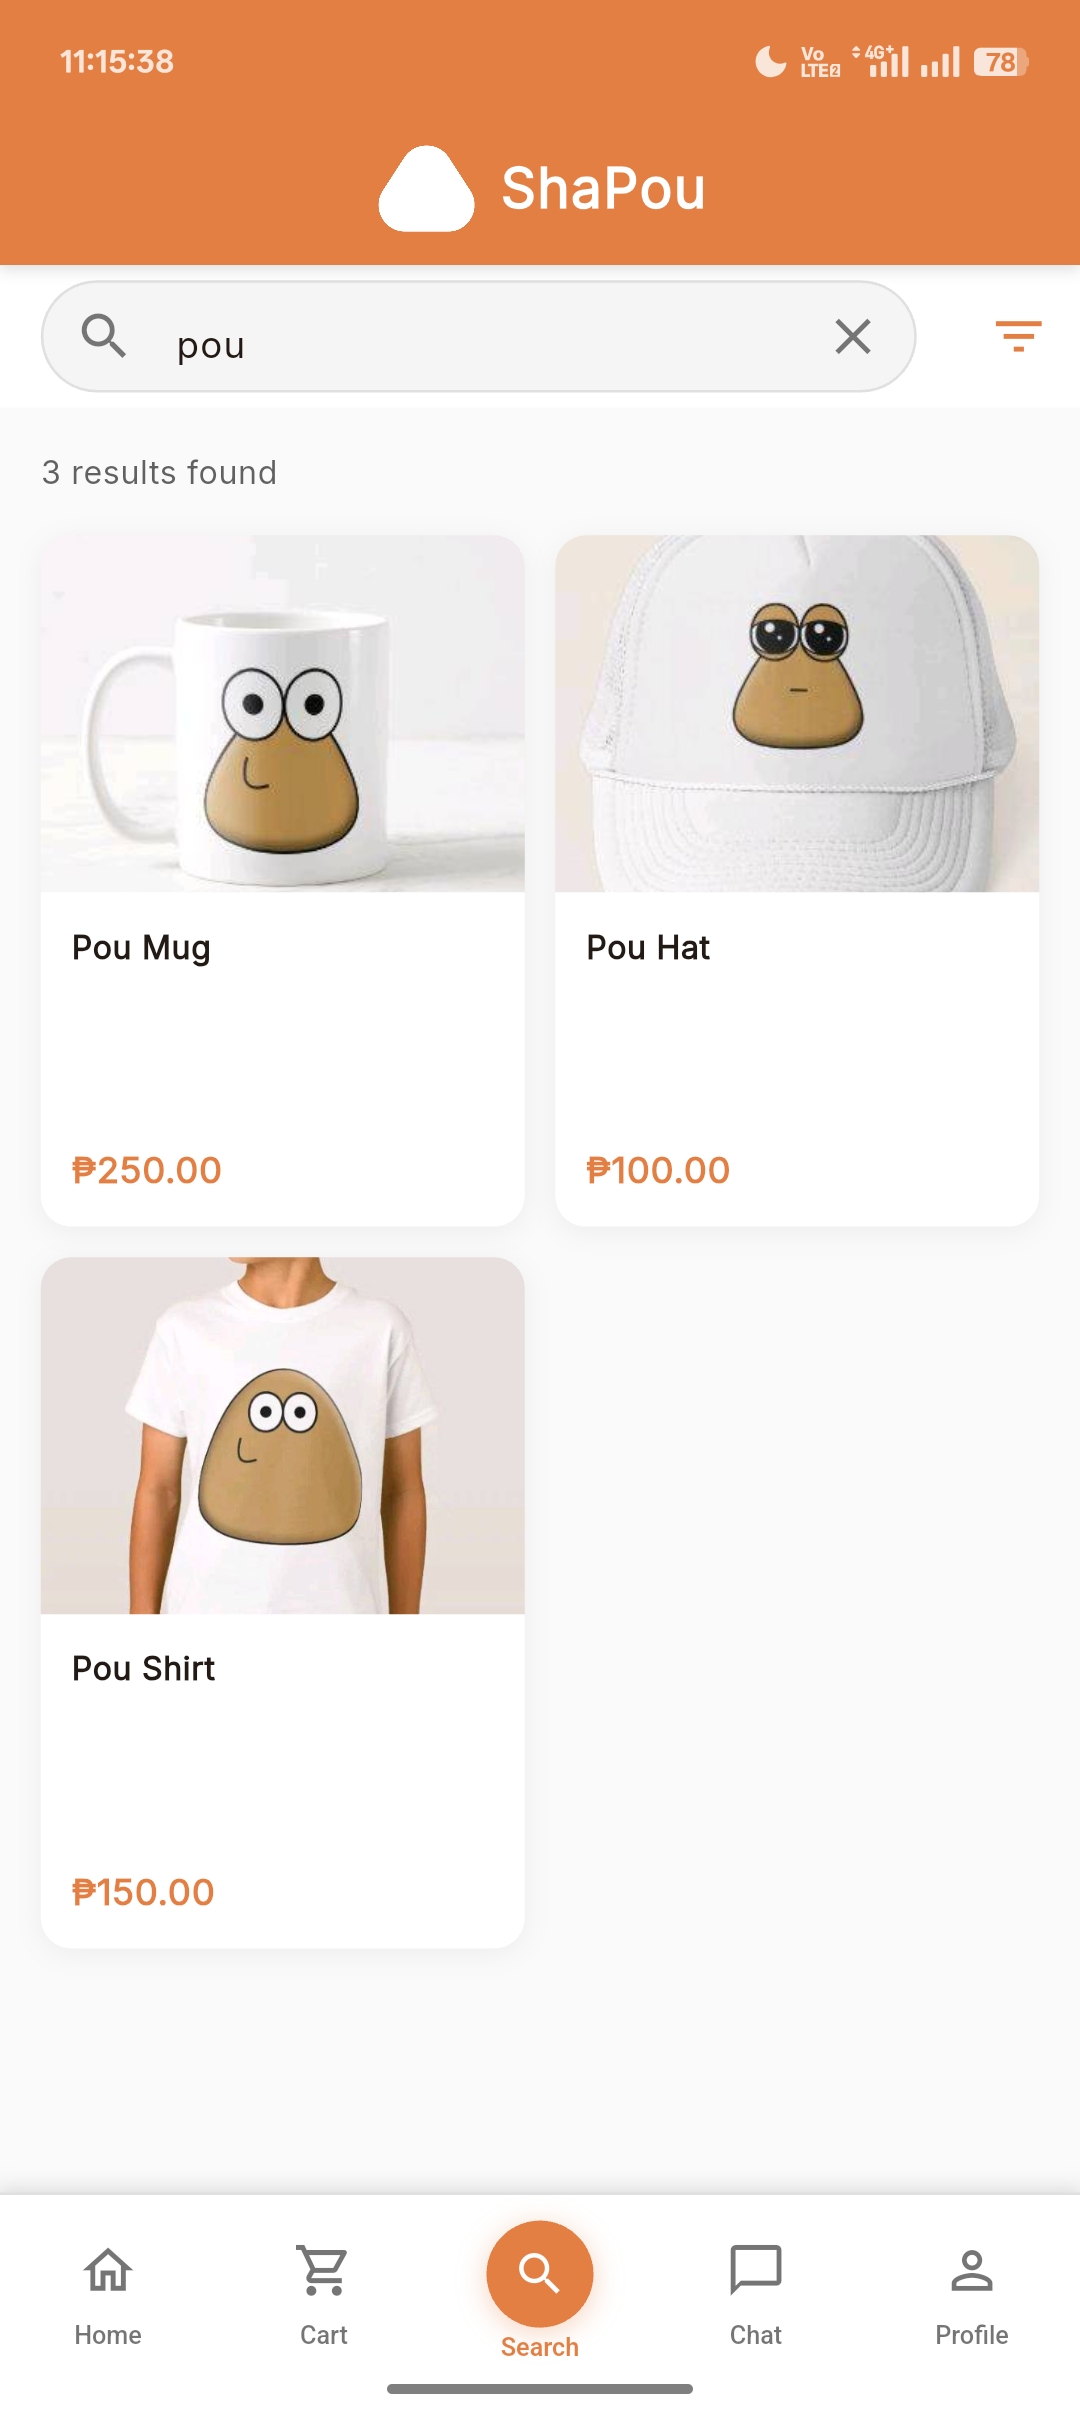 11:15:38
Vo
LTE2
4G+
78
ShaPou
pou
3 results found
Pou Mug
Pou Hat
₱250.00
₱100.00
Pou Shirt
₱150.00
Home
Cart
Search
Chat
Profile